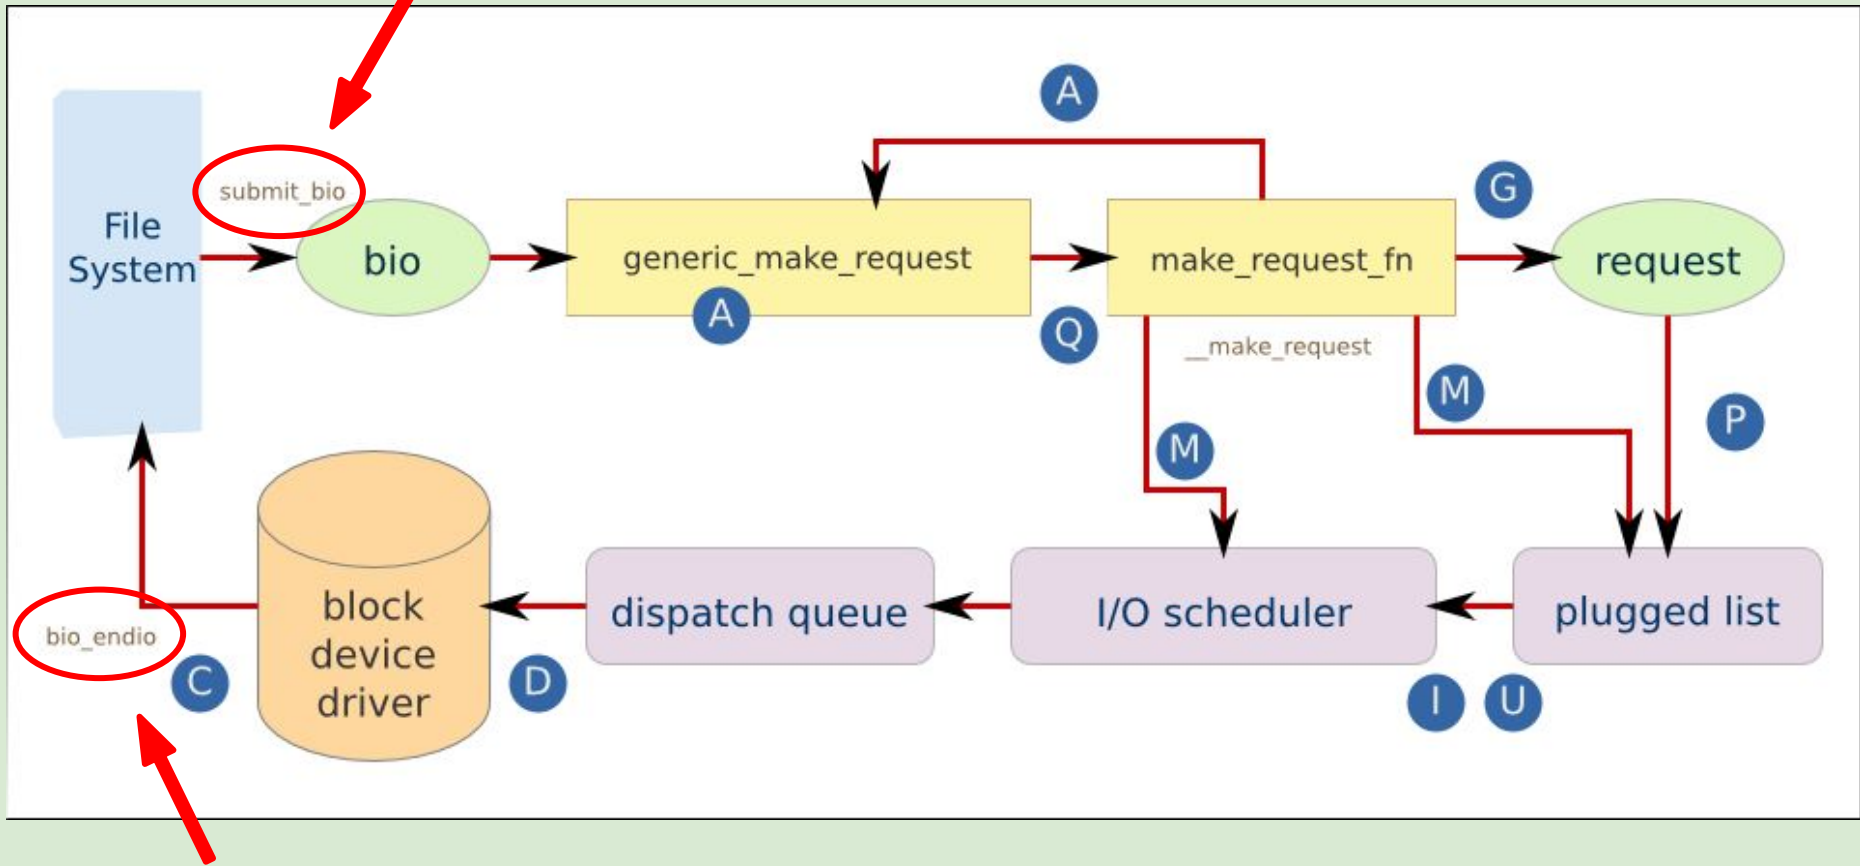 A
File
System
submit_bio
bio
generic_make_request
A
Q
make_request_fn
__make_request
G
request
M
M
P
bio_endio
C
block
device
driver
D
dispatch queue
I/O scheduler
I
U
plugged list